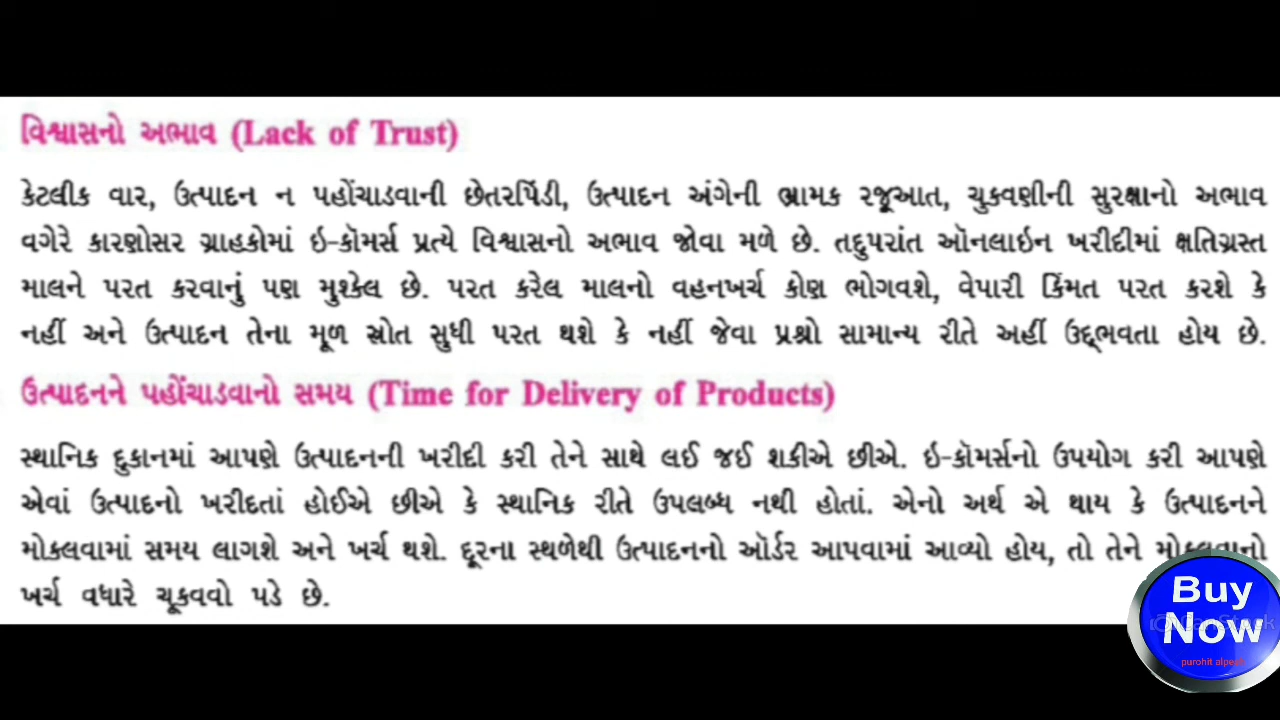 વિશ્વાસનો અભાવ (Lack of Trust)
કેટલીક વાર, ઉત્પાદન ન પહોંચાડવાની છેતરપિંડી, ઉત્પાદન અંગેની ભ્રામક રજૂઆત, ચુકવણીની સુરક્ષાનો અભાવ
વગેરે કારણોસર ગ્રાહકોમાં ઇ-કૉમર્સ પ્રત્યે વિશ્વાસનો અભાવ જોવા મળે છે. તદુપરાંત ઑનલાઇન ખરીદીમાં ક્ષતિગ્રસ્ત
માલને પરત કરવાનું પણ મુશ્કેલ છે. પરત કરેલ માલનો વહનખર્ચ કોણ ભોગવશે, વેપારી કિંમત પરત કરશે કે
નહીં અને ઉત્પાદન તેના મૂળ સ્રોત સુધી પરત થશે કે નહીં જેવા પ્રશ્નો સામાન્ય રીતે અહીં ઉદ્દ્ભવતા હોય છે.
ઉત્પાદનને પહોંચાડવાનો સમય (Time for Delivery of Products)
સ્થાનિક દુકાનમાં આપણે ઉત્પાદનની ખરીદી કરી તેને સાથે લઈ જઈ શકીએ છીએ. ઇ-કૉમર્સનો ઉપયોગ કરી આપણે
એવાં ઉત્પાદનો ખરીદતાં હોઈએ છીએ કે સ્થાનિક રીતે ઉપલબ્ધ નથી હોતાં. એનો અર્થ એ થાય કે ઉત્પાદનને
મોકલવામાં સમય લાગશે અને ખર્ચ થશે. દૂરના સ્થળેથી ઉત્પાદનનો ઑર્ડર આપવામાં આવ્યો હોય, તો તેને મોકલવાનો
ખર્ચ વધારે ચૂકવવો પડે છે.
Buy
Now
purohit alpesh